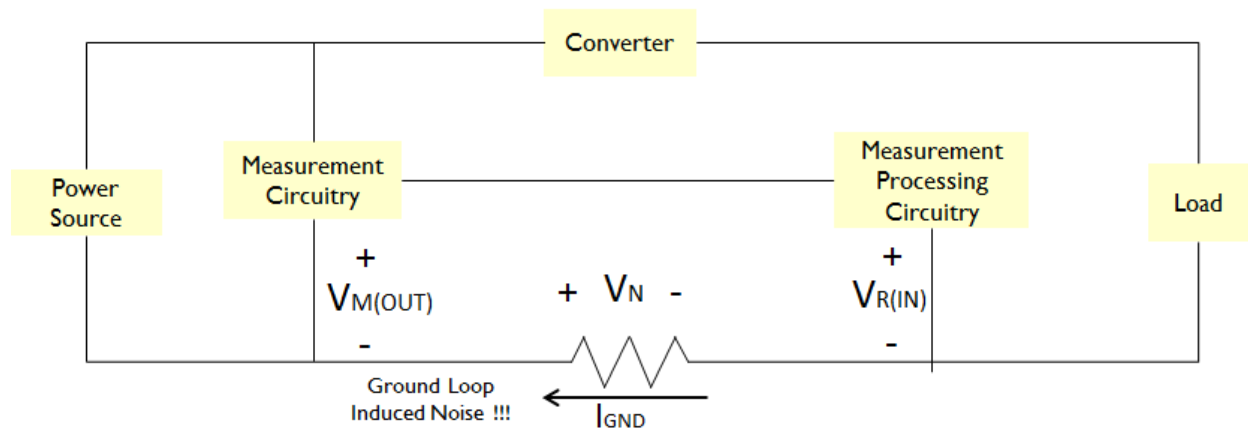 Converter
Measurement
Circuitry
Measurement
Processing
Circuitry
Power
Source
Load
+
VM(OUT)
-
+ VN -
+
VR(IN)
-
Ground Loop
Induced Noise !!!
IGND